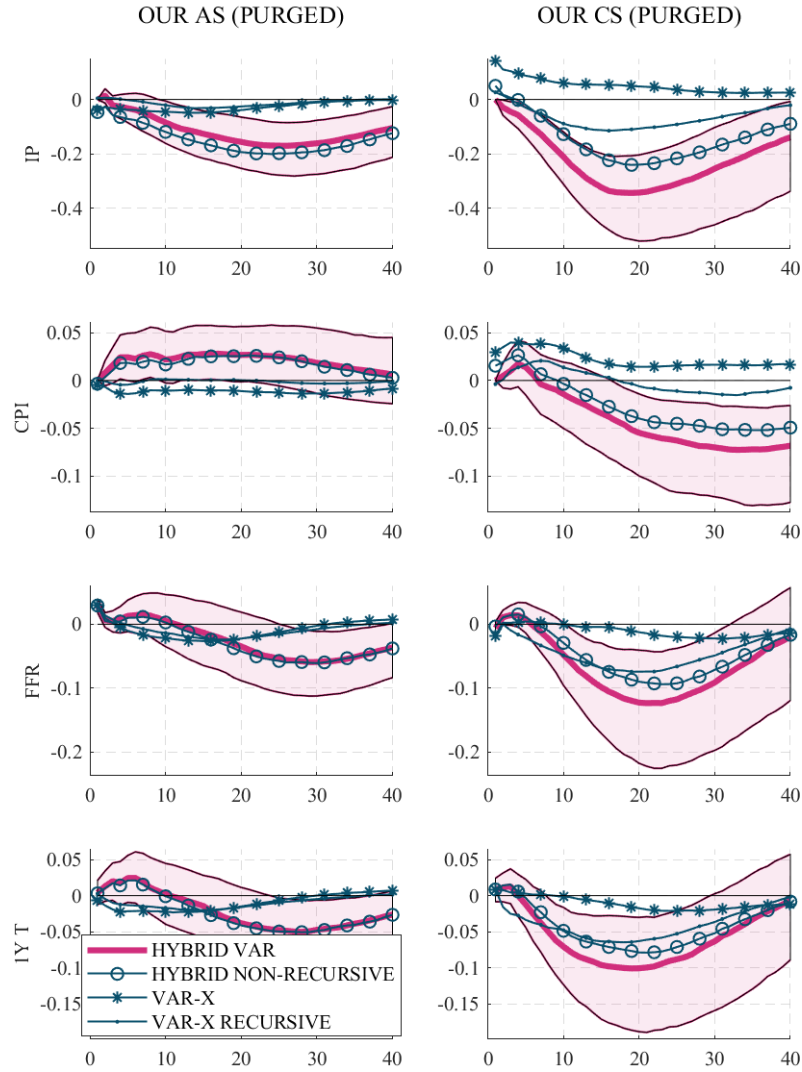 OUR AS (PURGED)
OUR CS (PURGED)
IP
0
-0.2
-0.4
0 10 20 30 40
0
-0.2
-0.4
0 10 20 30 40
CPI
0.05
0
-0.05
-0.1
0 10 20 30 40
0.05
0
-0.05
-0.1
0 10 20 30 40
FFR
0
-0.1
-0.2
0 10 20 30 40
0
-0.1
-0.2
0 10 20 30 40
1Y T
0.05
0
-0.05
-0.1
-0.15
HYBRID VAR
HYBRID NON-RECURSIVE
VAR-X
VAR-X RECURSIVE
0 10 20 30 40
0.05
0
-0.05
-0.1
-0.15
0 10 20 30 40